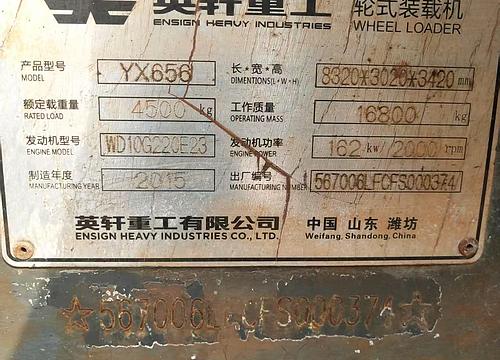 英轩重工 轮式装载机
ENSIGN HEAVY INDUSTRIES WHEEL LOADER
产品型号 YX656 长·宽·高 8320*3020*3420 mm
MODEL DIMENTIONS(L·W·H)
额定载重量 4500 kg 工作质量 16800 kg
RATED LOAD OPERATING MASS
发动机型号 WD10G220E23 发动机功率 162 kw/ 2000 rpm
ENGINE MODEL ENGINE POWER
制造年度 2015 出厂编号 567006LFCFS000374
MANUFACTURING YEAR MANUFACTURING NUMBER
英轩重工有限公司 中国 山东 潍坊
ENSIGN HEAVY INDUSTRIES CO., LTD. Weifang, Shandong, China
☆567006LFCFS000374☆